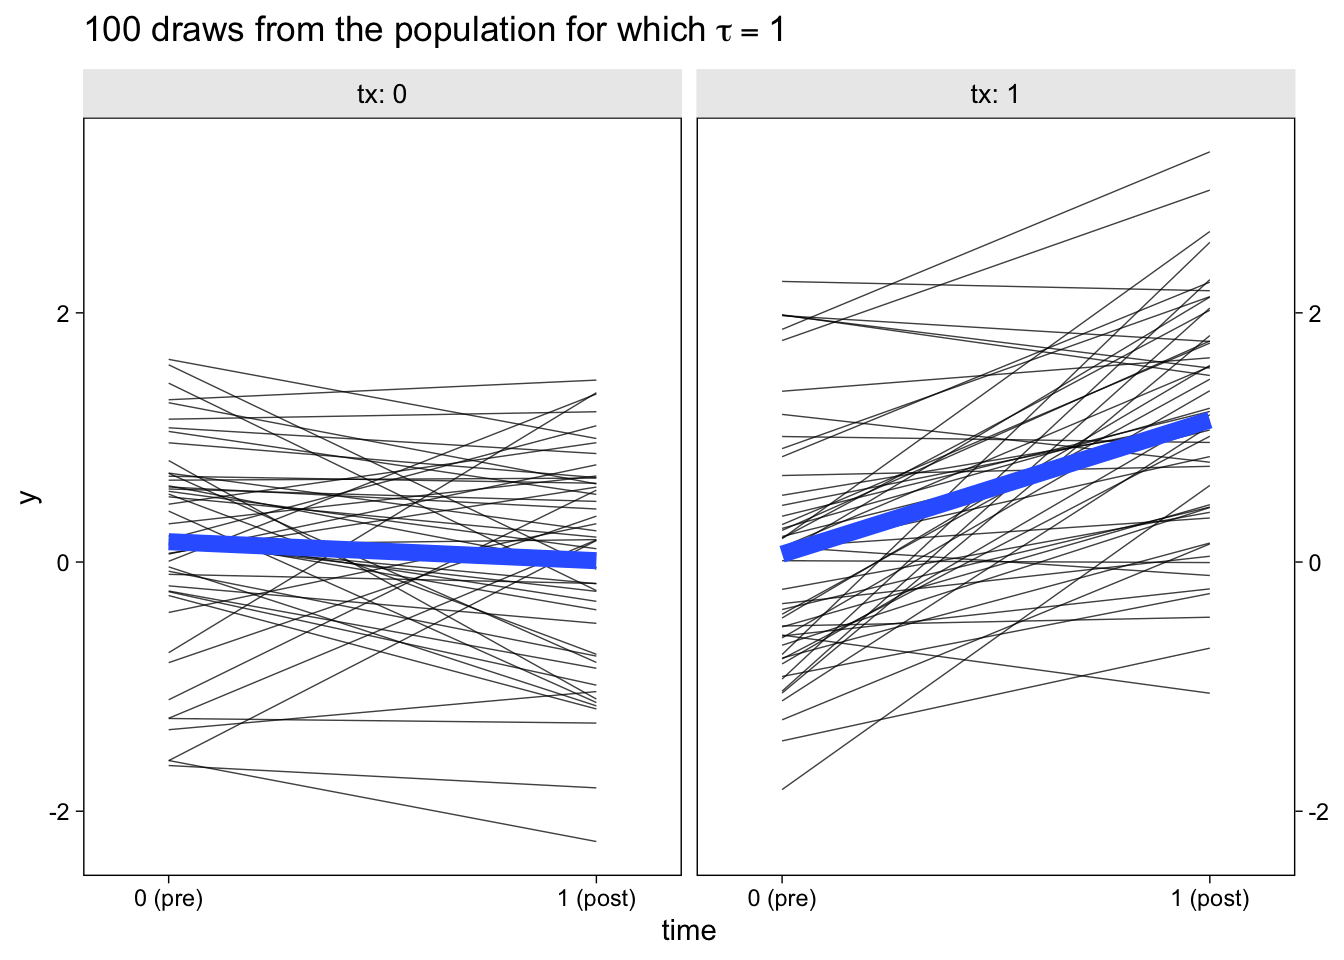 100 draws from the population for which τ = 1
tx: 0
tx: 1
y
2
0
-2
2
0
-2
0 (pre)
1 (post)
0 (pre)
1 (post)
time